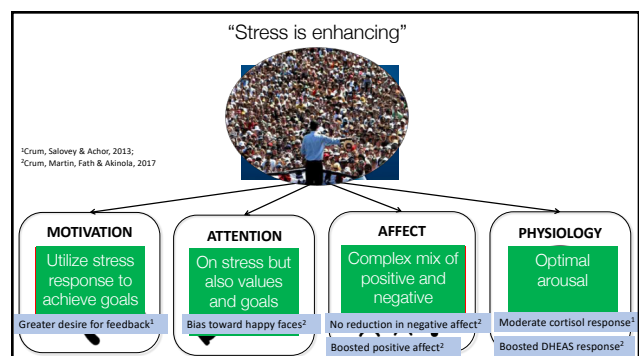 “Stress is enhancing”
¹Crum, Salovey & Achor, 2013;
²Crum, Martin, Fath & Akinola, 2017
MOTIVATION
Utilize stress
response to
achieve goals
Greater desire for feedback¹
ATTENTION
On stress but
also values
and goals
Bias toward happy faces²
AFFECT
Complex mix of
positive and
negative
No reduction in negative affect²
Boosted positive affect²
PHYSIOLOGY
Optimal
arousal
Moderate cortisol response¹
Boosted DHEAS response²